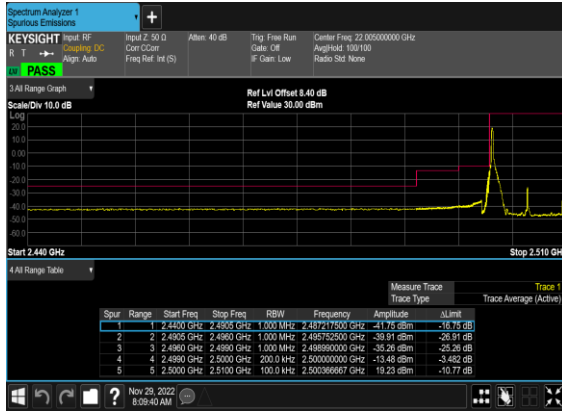 Spectrum Analyzer 1
Spurious Emissions
+
KEYSIGHT Input: RF Input Z: 50 Ω Atten: 40 dB Trig: Free Run Center Freq: 22.005000000 GHz
R T Coupling: DC Corr CCorr Gate: Off Avg|Hold: 100/100
Align: Auto Freq Ref: Int (S) IF Gain: Low Radio Std: None
PASS
3 All Range Graph
Ref Lvl Offset 8.40 dB
Scale/Div 10.0 dB Ref Value 30.00 dBm
Log
20.0
10.0
0.00
-10.0
-20.0
-30.0
-40.0
-50.0
-60.0
Start 2.440 GHz Stop 2.510 GH
4 All Range Table
Measure Trace Trace 1
Trace Type Trace Average (Active)
Spur Range Start Freq Stop Freq RBW Frequency Amplitude ΔLimit
1 1 2.4400 GHz 2.4905 GHz 1.000 MHz 2.487217500 GHz -41.75 dBm -16.75 dB
2 2 2.4905 GHz 2.4960 GHz 1.000 MHz 2.495752500 GHz -39.91 dBm -26.91 dB
3 3 2.4960 GHz 2.4990 GHz 1.000 MHz 2.498990000 GHz -35.26 dBm -25.26 dB
4 4 2.4990 GHz 2.5000 GHz 200.0 kHz 2.500000000 GHz -13.48 dBm -3.482 dB
5 5 2.5000 GHz 2.5100 GHz 100.0 kHz 2.500366667 GHz 19.23 dBm -10.77 dB
? Nov 29, 2022
8:09:40 AM